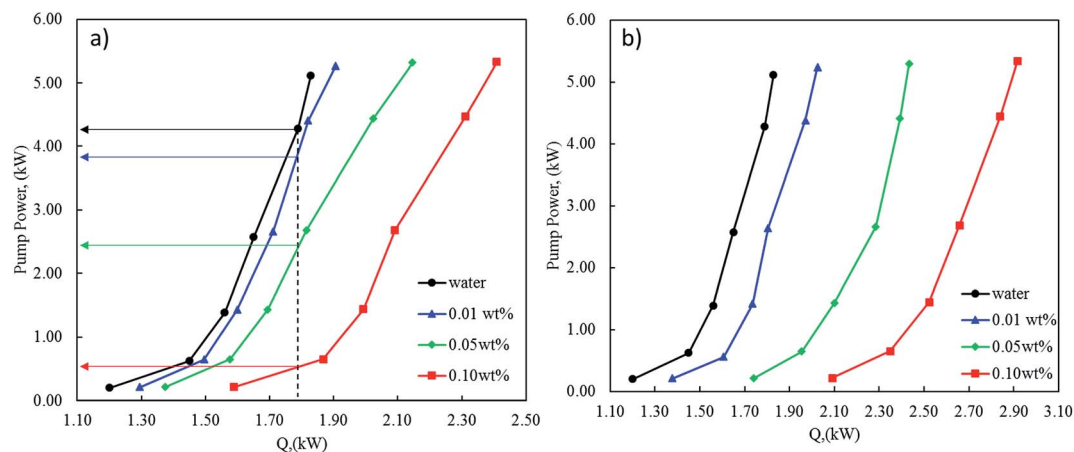 a)
Pump Power, (kW)
6.00
5.00
4.00
3.00
2.00
1.00
0.00
water
0.01 wt%
0.05wt%
0.10wt%
1.10 1.30 1.50 1.70 1.90 2.10 2.30 2.50
Q,(kW)
b)
Pump Power, (kW)
6.00
5.00
4.00
3.00
2.00
1.00
0.00
water
0.01 wt%
0.05wt%
0.10wt%
1.10 1.30 1.50 1.70 1.90 2.10 2.30 2.50 2.70 2.90 3.10
Q,(kW)